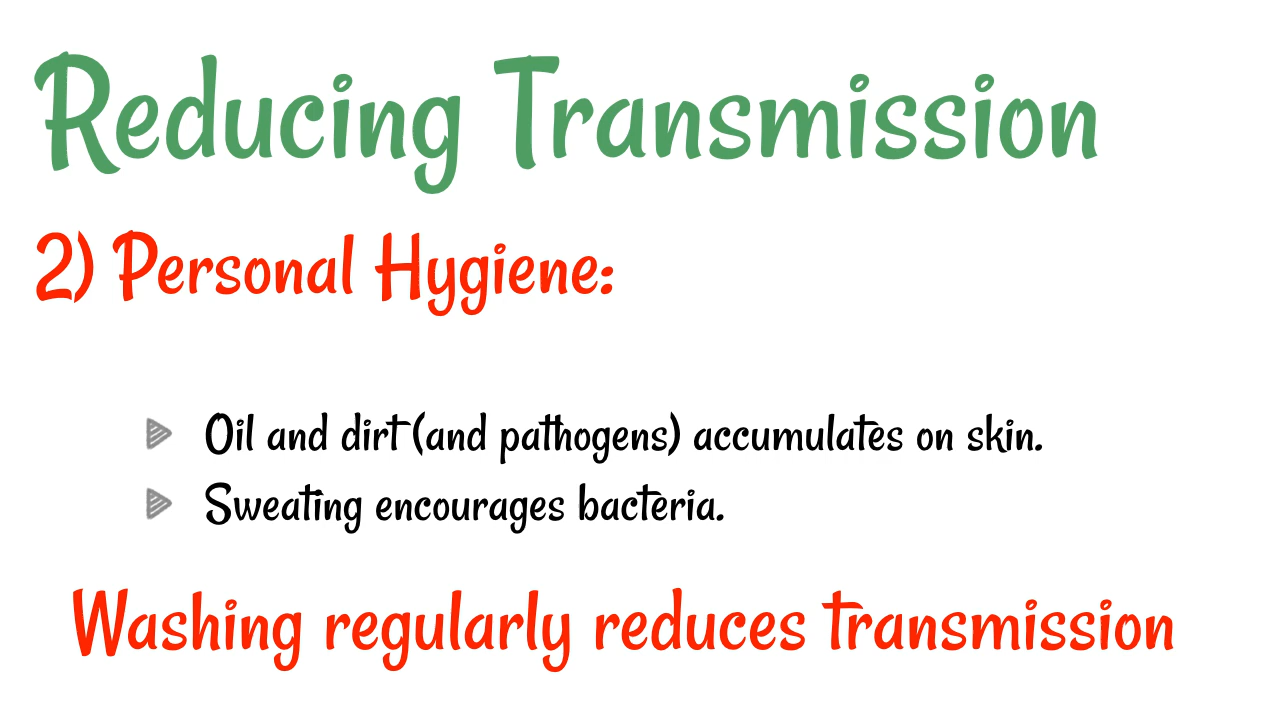 Reducing Transmission
2) Personal Hygiene:
Oil and dirt (and pathogens) accumulates on skin.
Sweating encourages bacteria.
Washing regularly reduces transmission